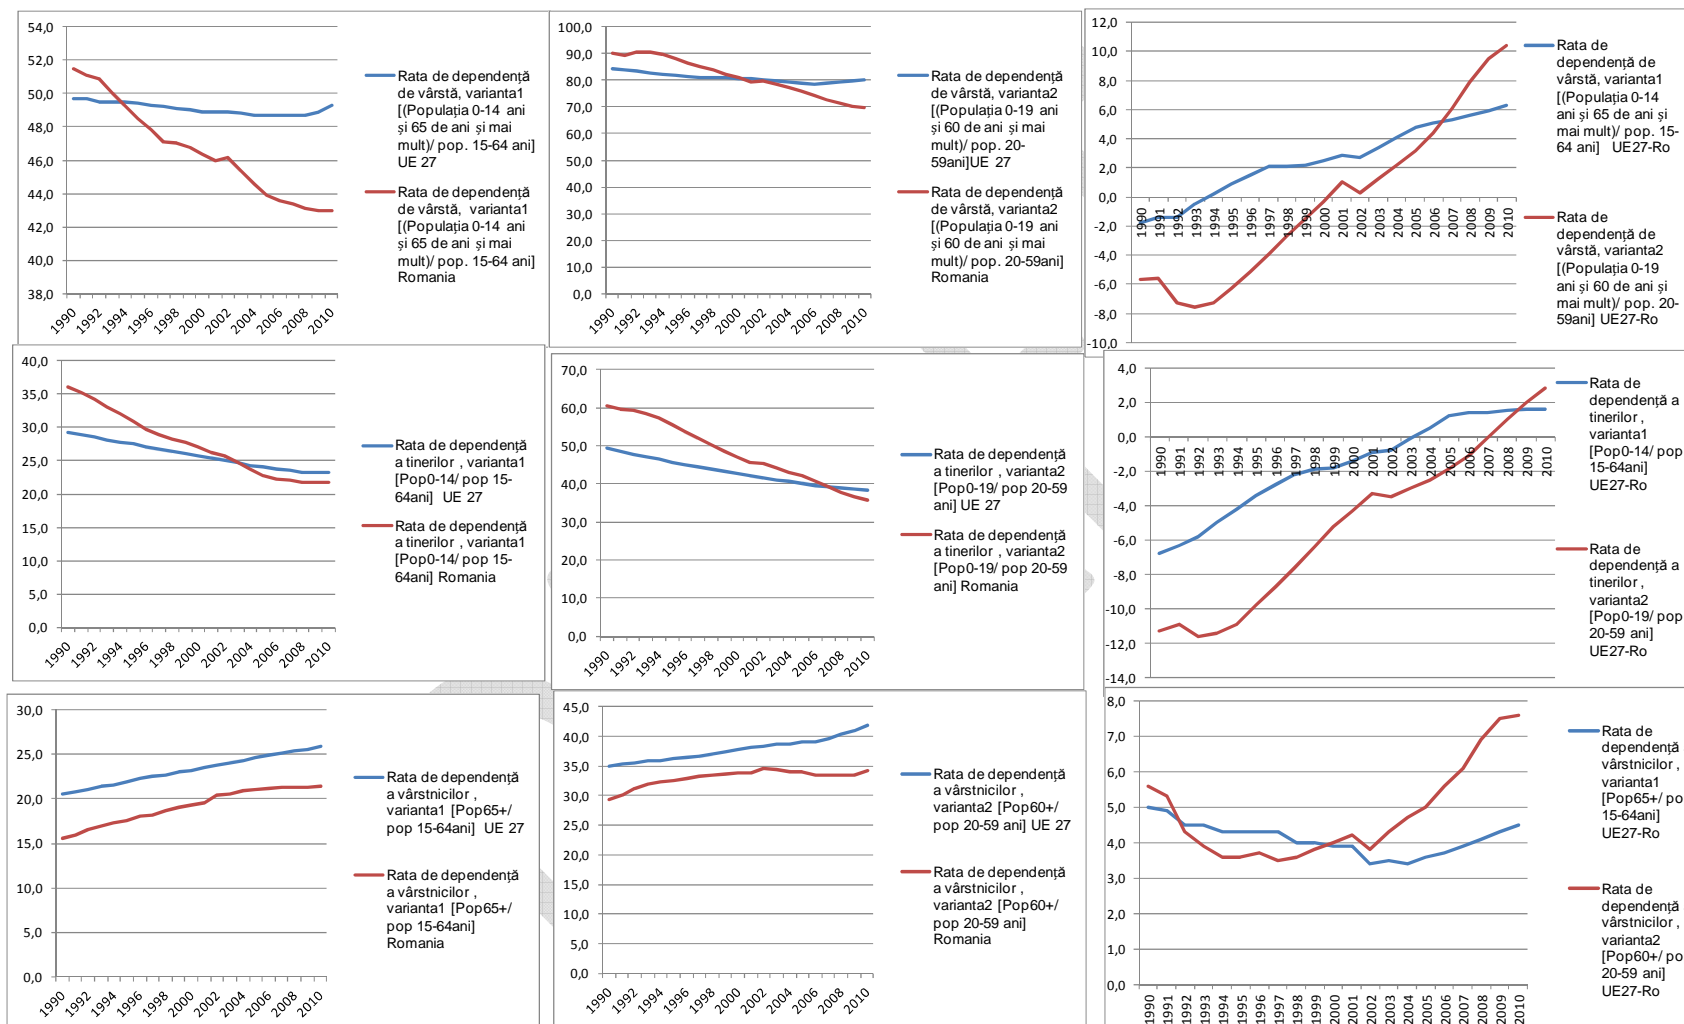 54,0
52,0
50,0
48,0
46,0
44,0
42,0
40,0
38,0
1990
1992
1994
1996
1998
2000
2002
2004
2006
2008
2010
Rata de dependență
de vârstă, varianta1
[(Populația 0-14 ani
și 65 de ani și mai
mult)/ pop. 15-64 ani]
UE 27
Rata de dependență
de vârstă, varianta1
[(Populația 0-14 ani
și 65 de ani și mai
mult)/ pop. 15-64 ani]
Romania
100,0
90,0
80,0
70,0
60,0
50,0
40,0
30,0
20,0
10,0
0,0
1990
1992
1994
1996
1998
2000
2002
2004
2006
2008
2010
Rata de dependență
de vârstă, varianta2
[(Populația 0-19 ani
și 60 de ani și mai
mult)/ pop. 20-
59ani]UE 27
Rata de dependență
de vârstă, varianta2
[(Populația 0-19 ani
și 60 de ani și mai
mult)/ pop. 20-59ani]
Romania
12,0
10,0
8,0
6,0
4,0
2,0
0,0
-2,0
-4,0
-6,0
-8,0
-10,0
1990
1991
1992
1993
1994
1995
1996
1997
1998
1999
2000
2001
2002
2003
2004
2005
2006
2007
2008
2009
2010
Rata de
dependență de
vârstă, varianta1
[(Populația 0-14
ani și 65 de ani și
mai mult)/ pop. 15-
64 ani] UE27-Ro
Rata de
dependență de
vârstă, varianta2
[(Populația 0-19
ani și 60 de ani și
mai mult)/ pop. 20-
59ani] UE27-Ro
40,0
35,0
30,0
25,0
20,0
15,0
10,0
5,0
0,0
1990
1992
1994
1996
1998
2000
2002
2004
2006
2008
2010
Rata de dependență
a tinerilor , varianta1
[Pop0-14/ pop 15-
64ani] UE 27
Rata de dependență
a tinerilor , varianta1
[Pop0-14/ pop 15-
64ani] Romania
70,0
60,0
50,0
40,0
30,0
20,0
10,0
0,0
1990
1992
1994
1996
1998
2000
2002
2004
2006
2008
2010
Rata de dependență
a tinerilor , varianta2
[Pop0-19/ pop 20-59
ani] UE 27
Rata de dependență
a tinerilor , varianta2
[Pop0-19/ pop 20-59
ani] Romania
4,0
2,0
0,0
-2,0
-4,0
-6,0
-8,0
-10,0
-12,0
-14,0
1990
1991
1992
1993
1994
1995
1996
1997
1998
1999
2000
2001
2002
2003
2004
2005
2006
2007
2008
2009
2010
Rata de
dependență a
tinerilor ,
varianta1
[Pop0-14/ pop
15-64ani]
UE27-Ro
Rata de
dependență a
tinerilor ,
varianta2
[Pop0-19/ pop
20-59 ani]
UE27-Ro
30,0
25,0
20,0
15,0
10,0
5,0
0,0
1990
1992
1994
1996
1998
2000
2002
2004
2006
2008
2010
Rata de dependență
a vârstnicilor ,
varianta1 [Pop65+/
pop 15-64ani] UE 27
Rata de dependență
a vârstnicilor ,
varianta1 [Pop65+/
pop 15-64ani]
Romania
45,0
40,0
35,0
30,0
25,0
20,0
15,0
10,0
5,0
0,0
1990
1992
1994
1996
1998
2000
2002
2004
2006
2008
2010
Rata de dependență
a vârstnicilor ,
varianta2 [Pop60+/
pop 20-59 ani] UE 27
Rata de dependență
a vârstnicilor ,
varianta2 [Pop60+/
pop 20-59 ani]
Romania
8,0
7,0
6,0
5,0
4,0
3,0
2,0
1,0
0,0
1990
1991
1992
1993
1994
1995
1996
1997
1998
1999
2000
2001
2002
2003
2004
2005
2006
2007
2008
2009
2010
Rata de
dependență
vârstnicilor ,
varianta1
[Pop65+/ po
15-64ani]
UE27-Ro
Rata de
dependență
vârstnicilor ,
varianta2
[Pop60+/ po
20-59 ani]
UE27-Ro